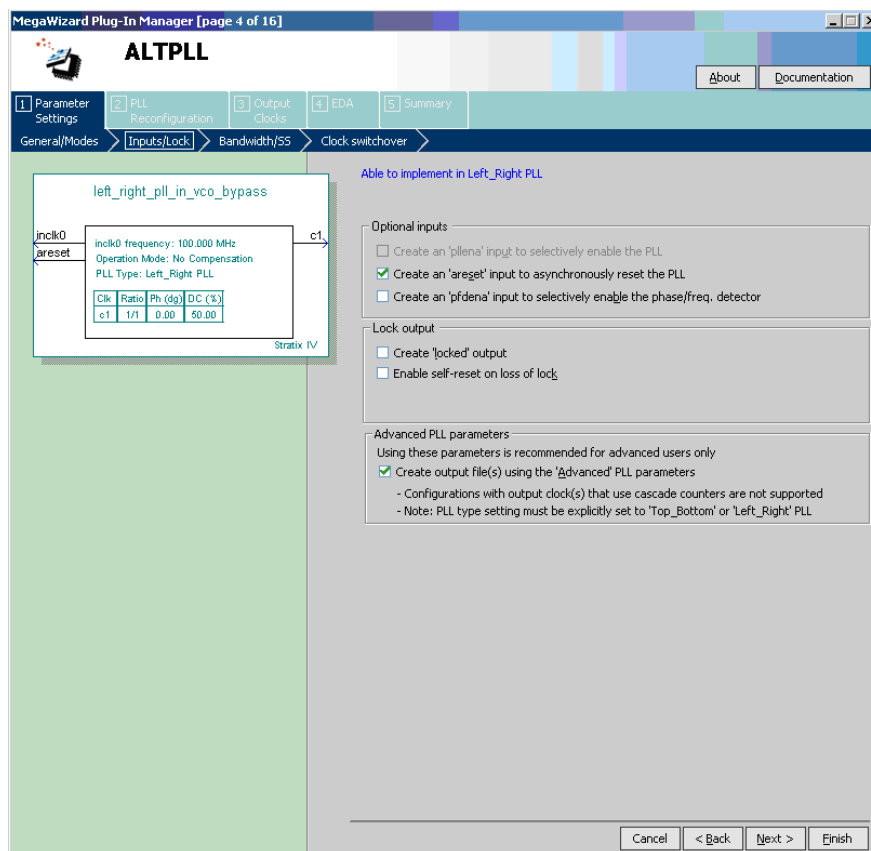 MegaWizard Plug-In Manager [page 4 of 16]
ALTPLL
About
Documentation
1 Parameter Settings
2 PLL Reconfiguration
3 Output Clocks
4 EDA
5 Summary
General/Modes
Inputs/Lock
Bandwidth/SS
Clock switchover
left_right_pll_in_vco_bypass
inclk0
areset
c1
inclk0 frequency: 100.000 MHz
Operation Mode: No Compensation
PLL Type: Left_Right PLL
Clk Ratio Ph (dg) DC (%)
c1 1/1 0.00 50.00
Stratix IV
Able to implement in Left_Right PLL
Optional inputs
Create an 'pllena' input to selectively enable the PLL
Create an 'areset' input to asynchronously reset the PLL
Create an 'pfdena' input to selectively enable the phase/freq. detector
Lock output
Create 'locked' output
Enable self-reset on loss of lock
Advanced PLL parameters
Using these parameters is recommended for advanced users only
Create output file(s) using the 'Advanced' PLL parameters
- Configurations with output clock(s) that use cascade counters are not supported
- Note: PLL type setting must be explicitly set to 'Top_Bottom' or 'Left_Right' PLL
Cancel
< Back
Next >
Finish